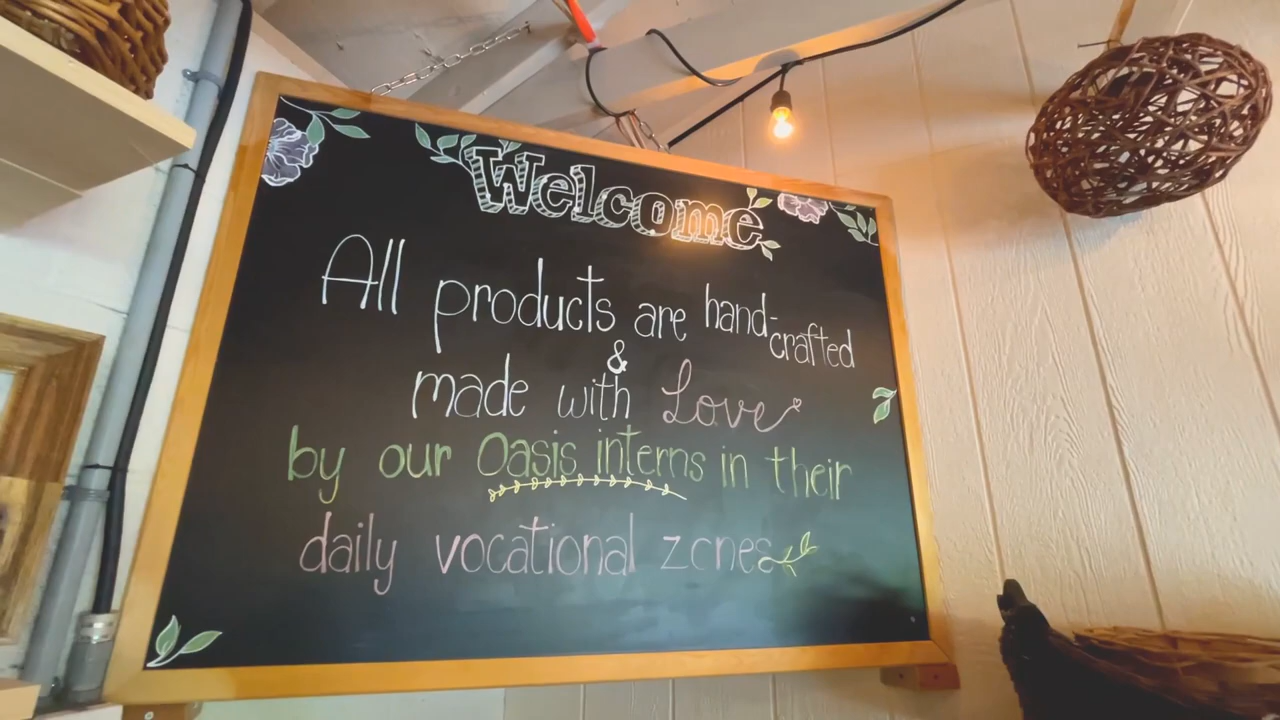 Welcome
All products are hand-
crafted
&
made with Love
by our Oasis interns in their
daily vocational zones